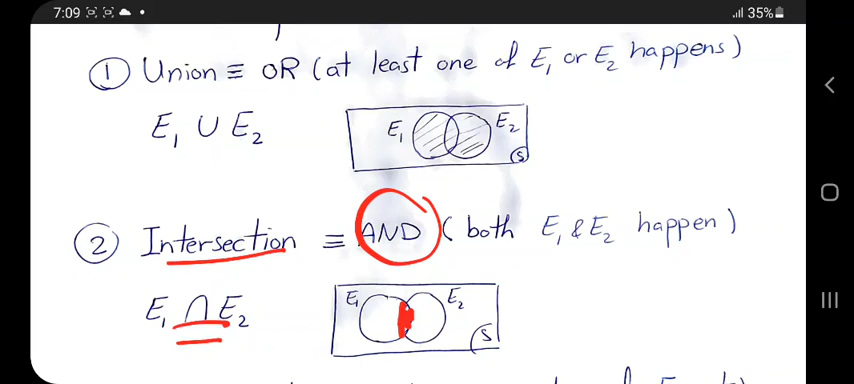 7:09 35%
① Union ≡ OR (at least one of E₁ or E₂ happens)
E₁ ∪ E₂
E₁ E₂
S
② Intersection ≡ AND (both E₁ & E₂ happen)
E₁ ∩ E₂
E₁ E₂
S